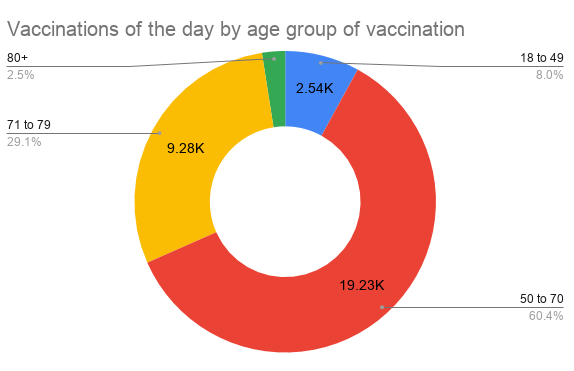 Vaccinations of the day by age group of vaccination
80+
2.5%
18 to 49
8.0%
2.54K
71 to 79
29.1%
9.28K
19.23K
50 to 70
60.4%